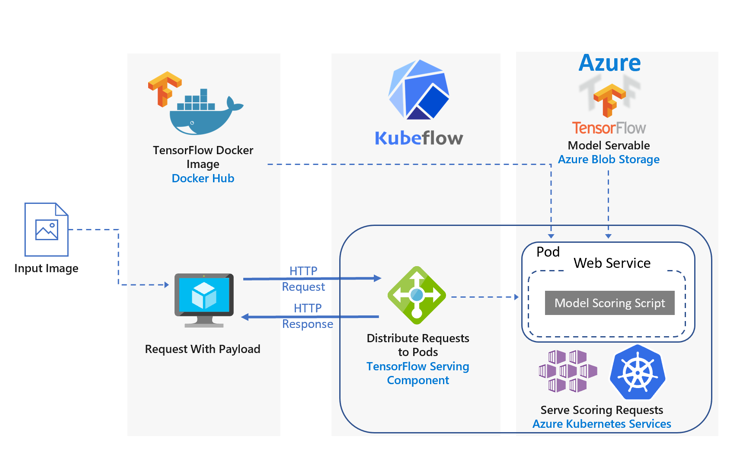 Azure
TensorFlow
Kubeflow
TensorFlow Docker
Image
Docker Hub
Model Servable
Azure Blob Storage
Input Image
HTTP
Request
HTTP
Response
Request With Payload
Distribute Requests
to Pods
TensorFlow Serving
Component
Pod
Web Service
Model Scoring Script
Serve Scoring Requests
Azure Kubernetes Services